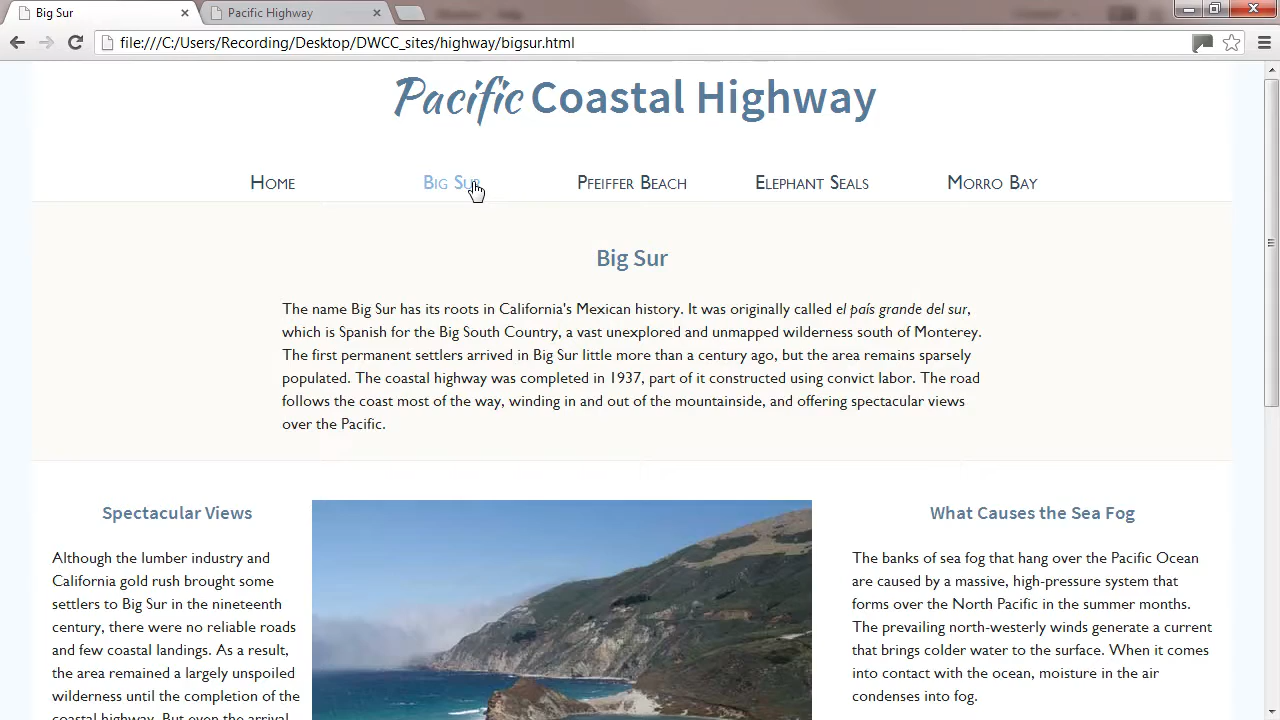 Big Sur
Pacific Highway
file:///C:/Users/Recording/Desktop/DWCC_sites/highway/bigsur.html
Pacific Coastal Highway
Home Big Sur Pfeiffer Beach Elephant Seals Morro Bay
Big Sur
The name Big Sur has its roots in California's Mexican history. It was originally called el país grande del sur,
which is Spanish for the Big South Country, a vast unexplored and unmapped wilderness south of Monterey.
The first permanent settlers arrived in Big Sur little more than a century ago, but the area remains sparsely
populated. The coastal highway was completed in 1937, part of it constructed using convict labor. The road
follows the coast most of the way, winding in and out of the mountainside, and offering spectacular views
over the Pacific.
Spectacular Views
Although the lumber industry and
California gold rush brought some
settlers to Big Sur in the nineteenth
century, there were no reliable roads
and few coastal landings. As a result,
the area remained a largely unspoiled
wilderness until the completion of the
coastal highway. But even the arrival
What Causes the Sea Fog
The banks of sea fog that hang over the Pacific Ocean
are caused by a massive, high-pressure system that
forms over the North Pacific in the summer months.
The prevailing north-westerly winds generate a current
that brings colder water to the surface. When it comes
into contact with the ocean, moisture in the air
condenses into fog.